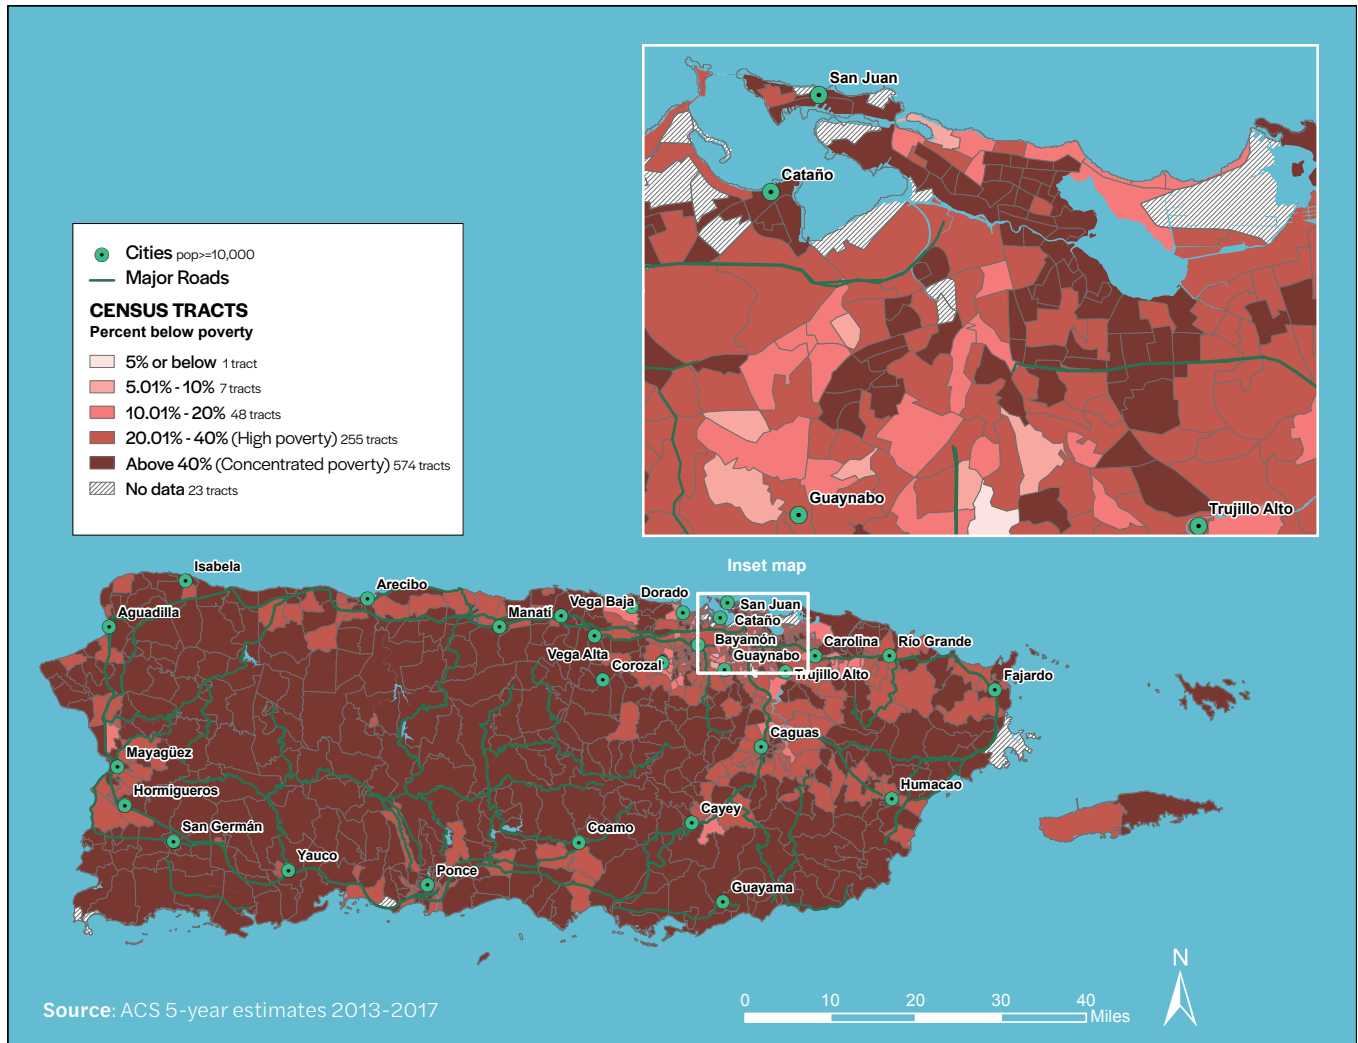 San Juan
Cataño
Guaynabo
Trujillo Alto
Cities pop>=10,000
Major Roads
CENSUS TRACTS
Percent below poverty
5% or below 1 tract
5.01% - 10% 7 tracts
10.01% - 20% 48 tracts
20.01% - 40% (High poverty) 255 tracts
Above 40% (Concentrated poverty) 574 tracts
No data 23 tracts
Inset map
Isabela
Arecibo
Aguadilla
Manatí
Vega Baja
Dorado
San Juan
Cataño
Bayamón
Guaynabo
Carolina
Río Grande
Vega Alta
Corozal
Trujillo Alto
Fajardo
Caguas
Mayagüez
Hormigueros
Humacao
San Germán
Cayey
Coamo
Yauco
Ponce
Guayama
N
Source: ACS 5-year estimates 2013-2017
0 10 20 30 40
Miles